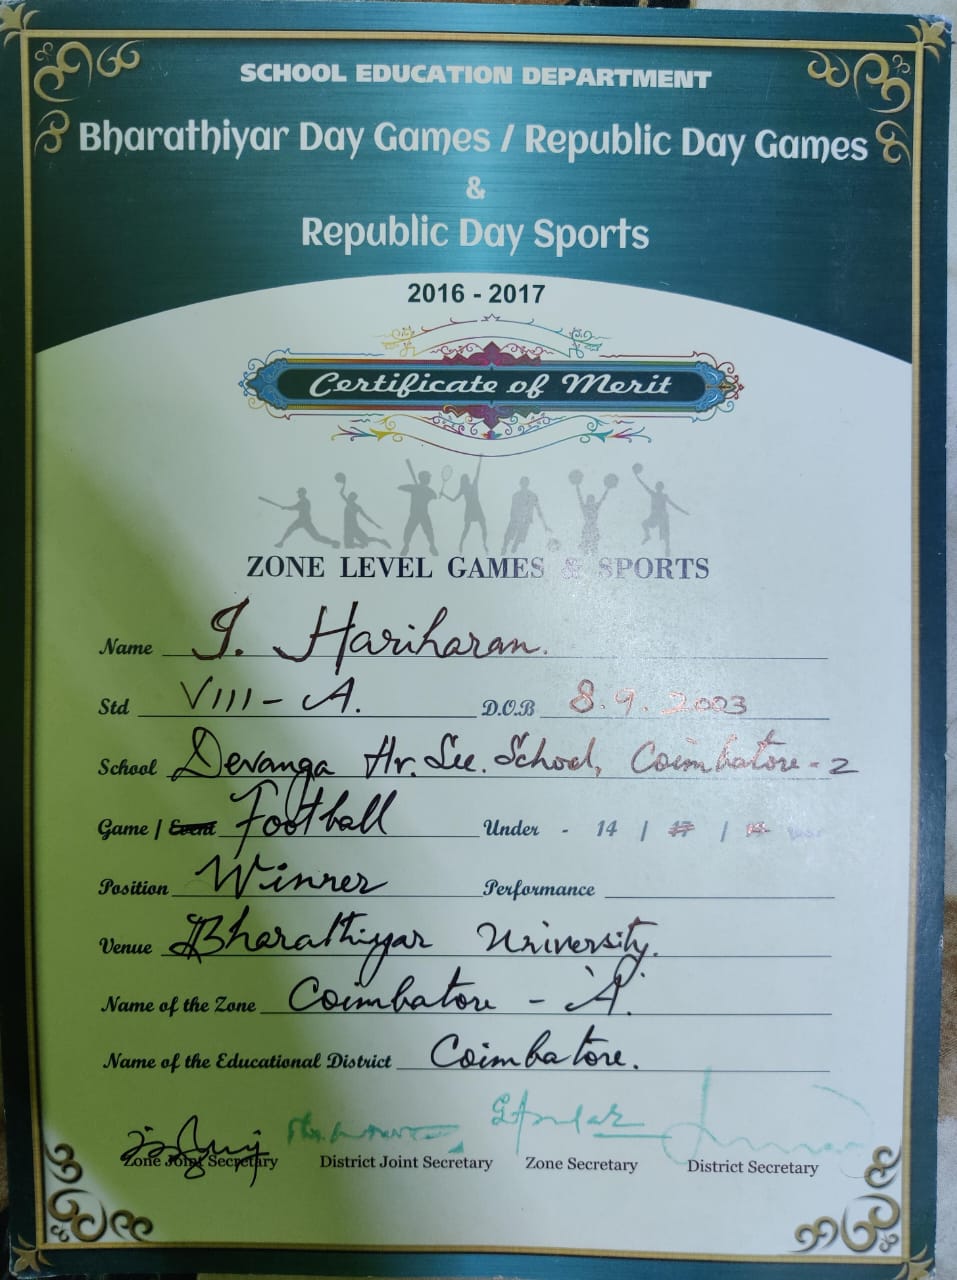 SCHOOL EDUCATION DEPARTMENT
Bharathiyar Day Games / Republic Day Games
&
Republic Day Sports
2016 - 2017
Certificate of Merit
ZONE LEVEL GAMES & SPORTS
Name J. Hariharan.
Std VIII - A. D.O.B 8.9.2003
School Devanga Hr. Sec. School, Coimbatore - 2
Game / Event Football Under - 14 / 17 / 19
Position Winner Performance
Venue Bharathiyar University.
Name of the Zone Coimbatore - 'A'.
Name of the Educational District Coimbatore.
Zone Joint Secretary District Joint Secretary Zone Secretary District Secretary